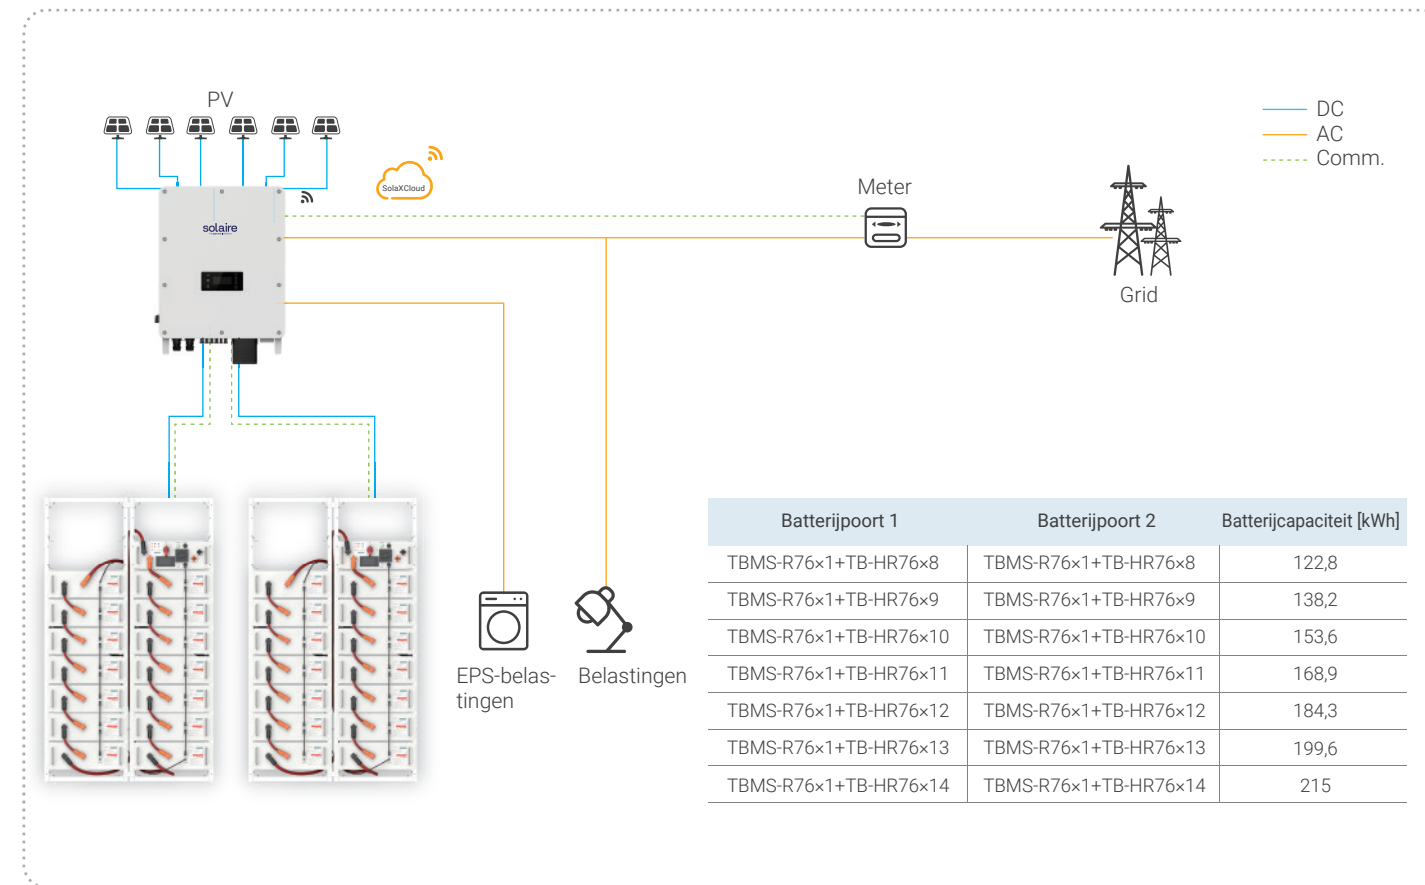 PV
DC
AC
Comm.
SolaXCloud
Meter
solaire
Grid
EPS-belas-
tingen
Belastingen
Batterijpoort 1 Batterijpoort 2 Batterijcapaciteit [kWh]
TBMS-R76×1+TB-HR76×8 TBMS-R76×1+TB-HR76×8 122,8
TBMS-R76×1+TB-HR76×9 TBMS-R76×1+TB-HR76×9 138,2
TBMS-R76×1+TB-HR76×10 TBMS-R76×1+TB-HR76×10 153,6
TBMS-R76×1+TB-HR76×11 TBMS-R76×1+TB-HR76×11 168,9
TBMS-R76×1+TB-HR76×12 TBMS-R76×1+TB-HR76×12 184,3
TBMS-R76×1+TB-HR76×13 TBMS-R76×1+TB-HR76×13 199,6
TBMS-R76×1+TB-HR76×14 TBMS-R76×1+TB-HR76×14 215